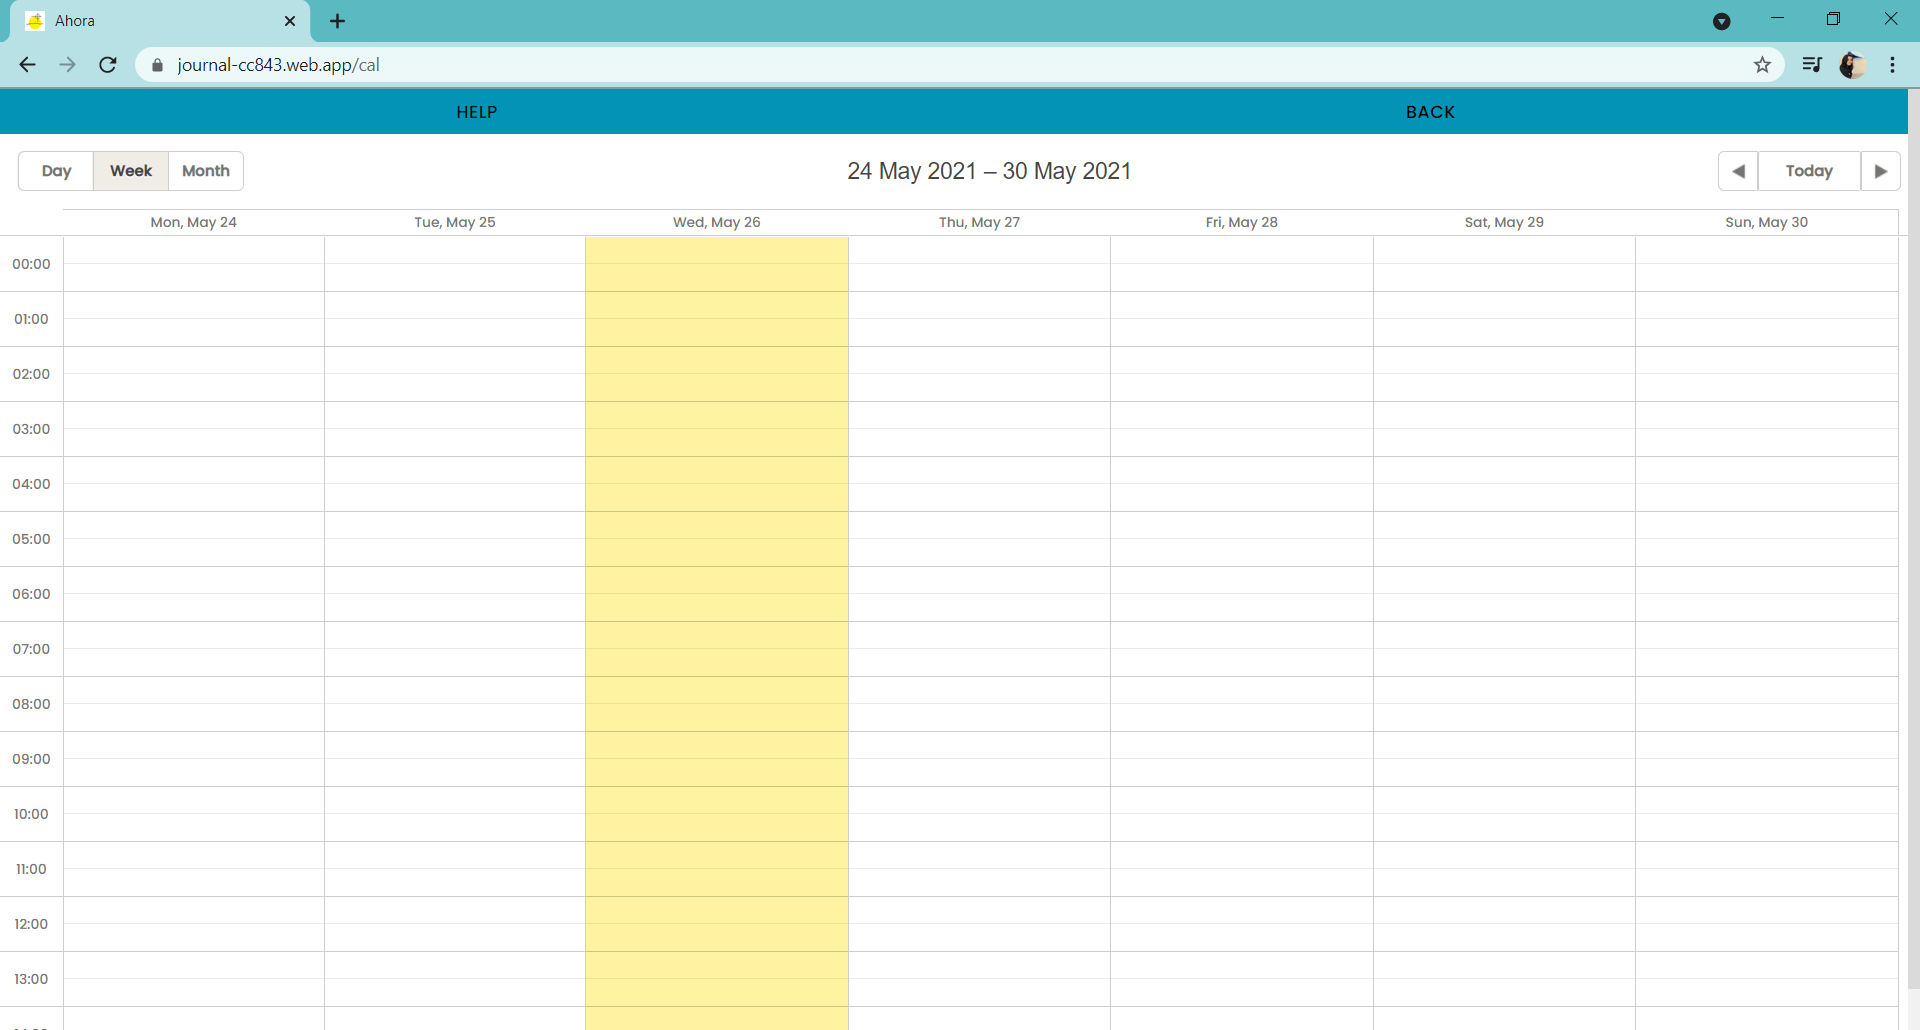 Ahora
journal-cc843.web.app/cal
HELP BACK
Day Week Month 24 May 2021 – 30 May 2021 Today
Mon, May 24 Tue, May 25 Wed, May 26 Thu, May 27 Fri, May 28 Sat, May 29 Sun, May 30
00:00
01:00
02:00
03:00
04:00
05:00
06:00
07:00
08:00
09:00
10:00
11:00
12:00
13:00